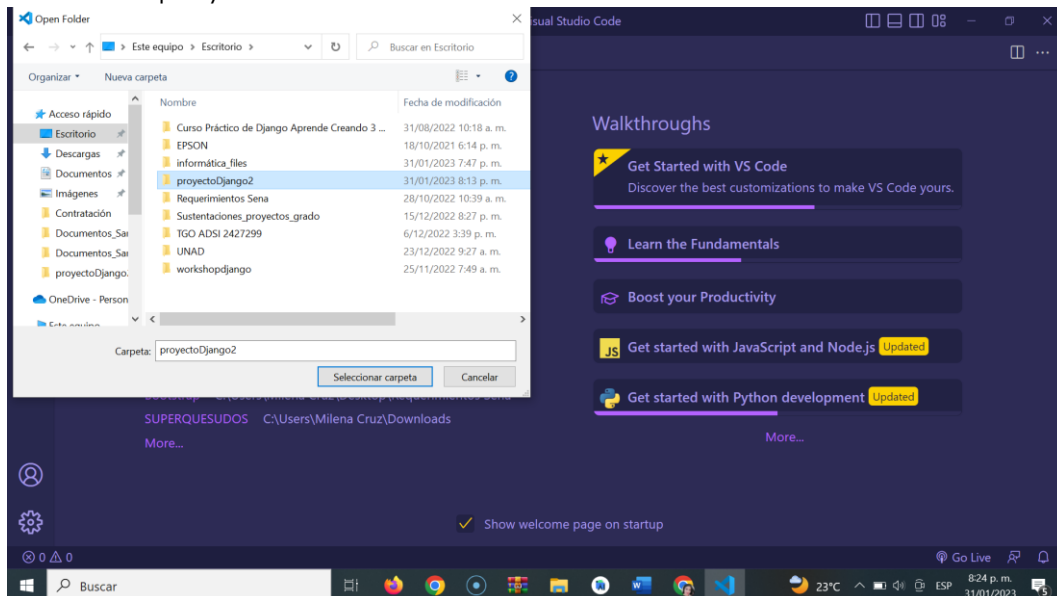 Open Folder
isual Studio Code
Este equipo > Escritorio >
Buscar en Escritorio
Organizar
Nueva carpeta
Nombre
Fecha de modificación
Acceso rápido
Escritorio
Descargas
Documentos
Imágenes
Contratación
Documentos_Sar
Documentos_Sar
proyectoDjango.
OneDrive - Person
Este equipo
Curso Práctico de Django Aprende Creando 3 ... 31/08/2022 10:18 a. m.
EPSON 18/10/2021 6:14 p. m.
informática_files 31/01/2023 7:47 p. m.
proyectoDjango2 31/01/2023 8:13 p. m.
Requerimientos Sena 28/10/2022 10:39 a. m.
Sustentaciones_proyectos_grado 15/12/2022 8:27 p. m.
TGO ADSI 2427299 6/12/2022 3:39 p. m.
UNAD 23/12/2022 9:27 a. m.
workshopdjango 25/11/2022 7:49 a. m.
Carpeta: proyectoDjango2
Seleccionar carpeta
Cancelar
SUPERQUESUDOS C:\Users\Milena Cruz\Downloads
More...
Walkthroughs
Get Started with VS Code
Discover the best customizations to make VS Code yours.
Learn the Fundamentals
Boost your Productivity
JS Get started with JavaScript and Node.js Updated
Get started with Python development Updated
More...
Show welcome page on startup
0 0
Go Live
Buscar
23°C
ESP
8:24 p. m.
31/01/2023
5